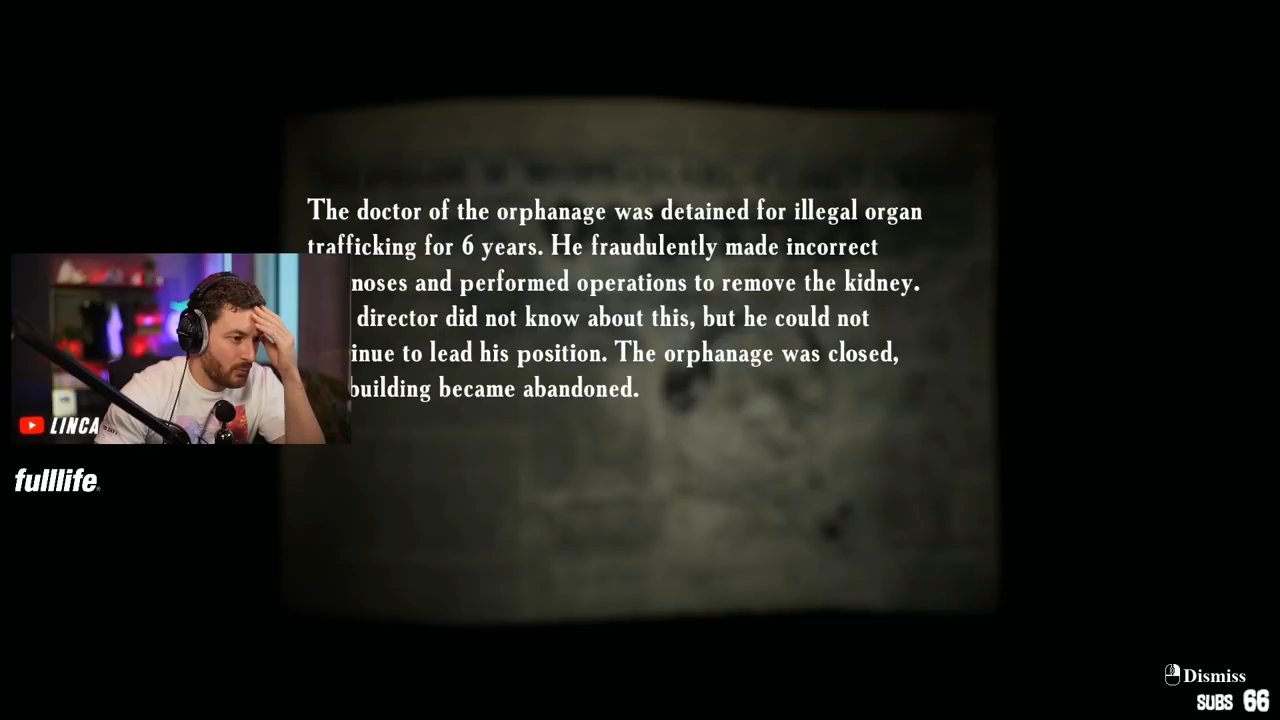 The doctor of the orphanage was detained for illegal organ
trafficking for 6 years. He fraudulently made incorrect
noses and performed operations to remove the kidney.
director did not know about this, but he could not
inue to lead his position. The orphanage was closed,
building became abandoned.
LINCA
fulllife
Dismiss
SUBS 66